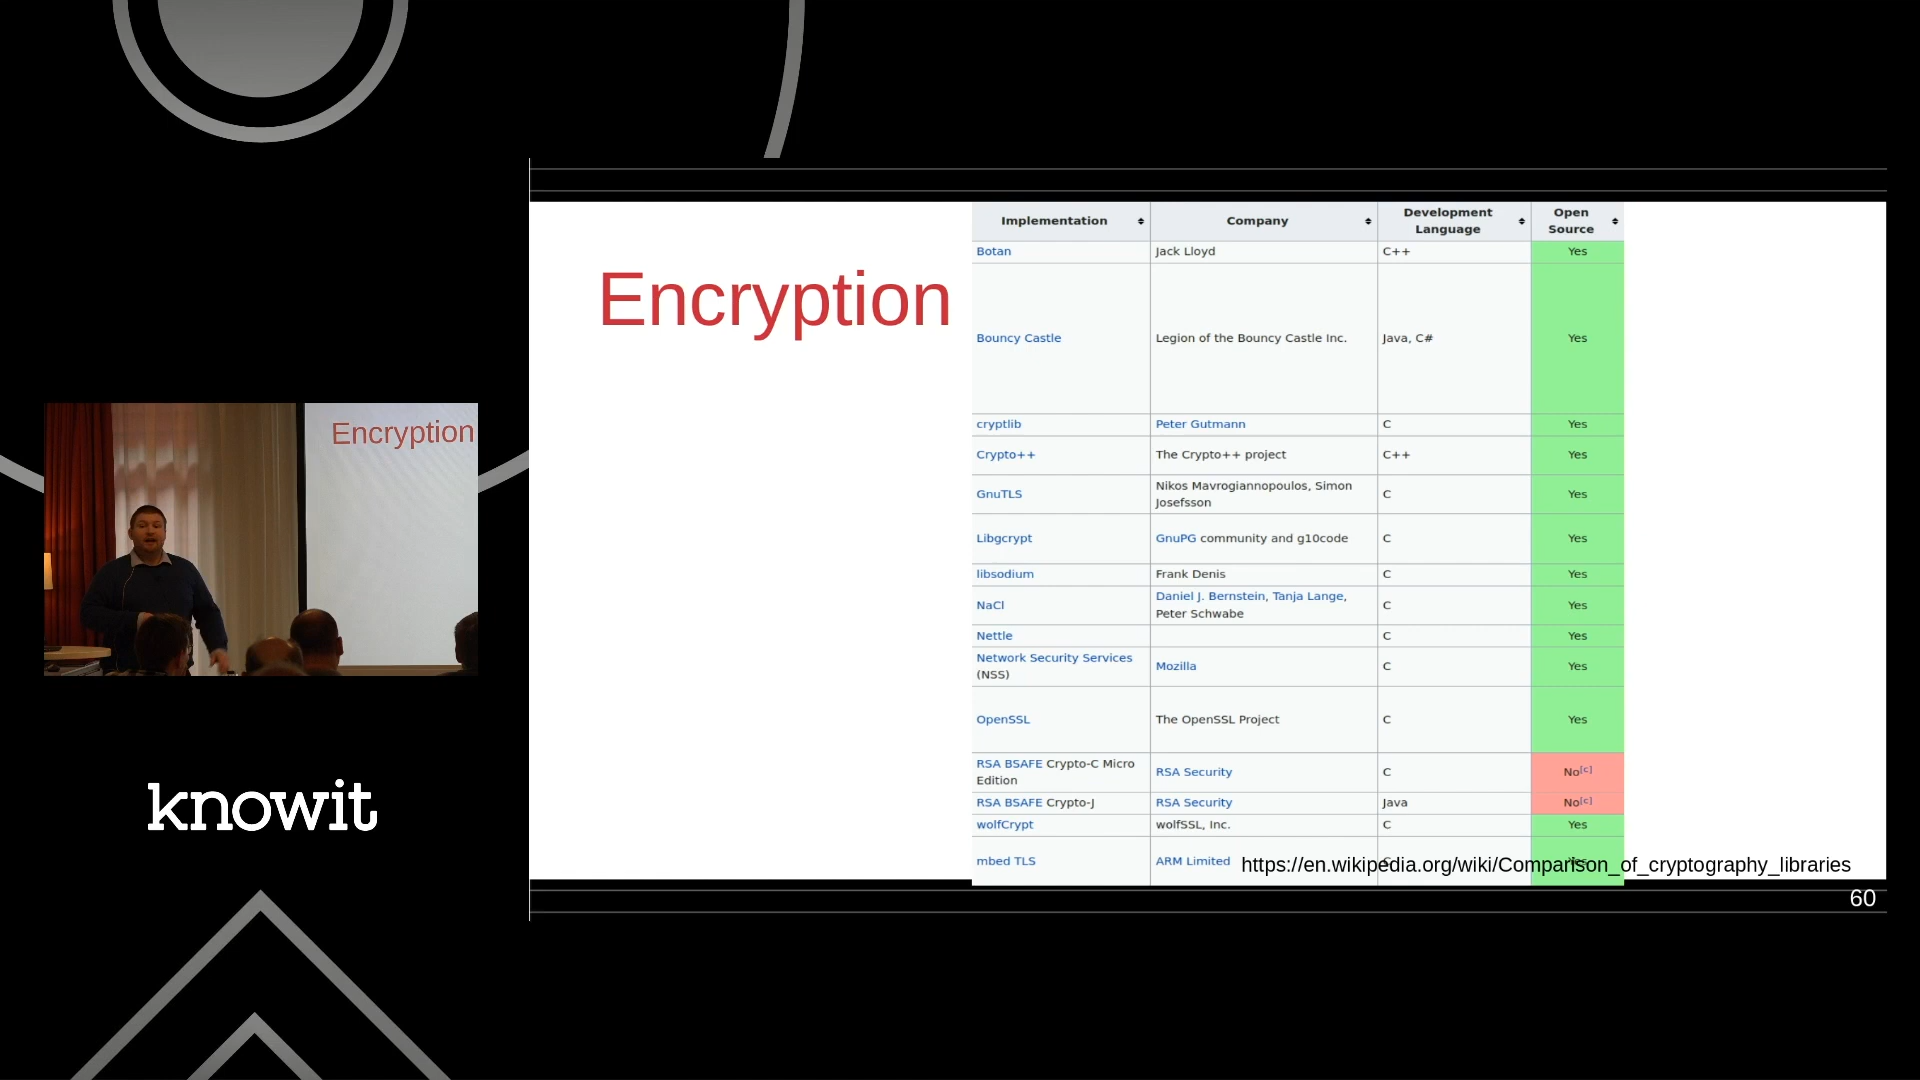 Encryption
Implementation
Company
Development
Language
Open
Source
Botan
Jack Lloyd
C++
Yes
Bouncy Castle
Legion of the Bouncy Castle Inc.
Java, C#
Yes
cryptlib
Peter Gutmann
C
Yes
Crypto++
The Crypto++ project
C++
Yes
GnuTLS
Nikos Mavrogiannopoulos, Simon
Josefsson
C
Yes
Libgcrypt
GnuPG community and g10code
C
Yes
libsodium
Frank Denis
C
Yes
NaCl
Daniel J. Bernstein, Tanja Lange,
Peter Schwabe
C
Yes
Nettle
C
Yes
Network Security Services
(NSS)
Mozilla
C
Yes
OpenSSL
The OpenSSL Project
C
Yes
RSA BSAFE Crypto-C Micro
Edition
RSA Security
C
No[c]
RSA BSAFE Crypto-J
RSA Security
Java
No[c]
wolfCrypt
wolfSSL, Inc.
C
Yes
mbed TLS
ARM Limited
C
Yes
https://en.wikipedia.org/wiki/Comparison_of_cryptography_libraries
60
Encryption
knowit